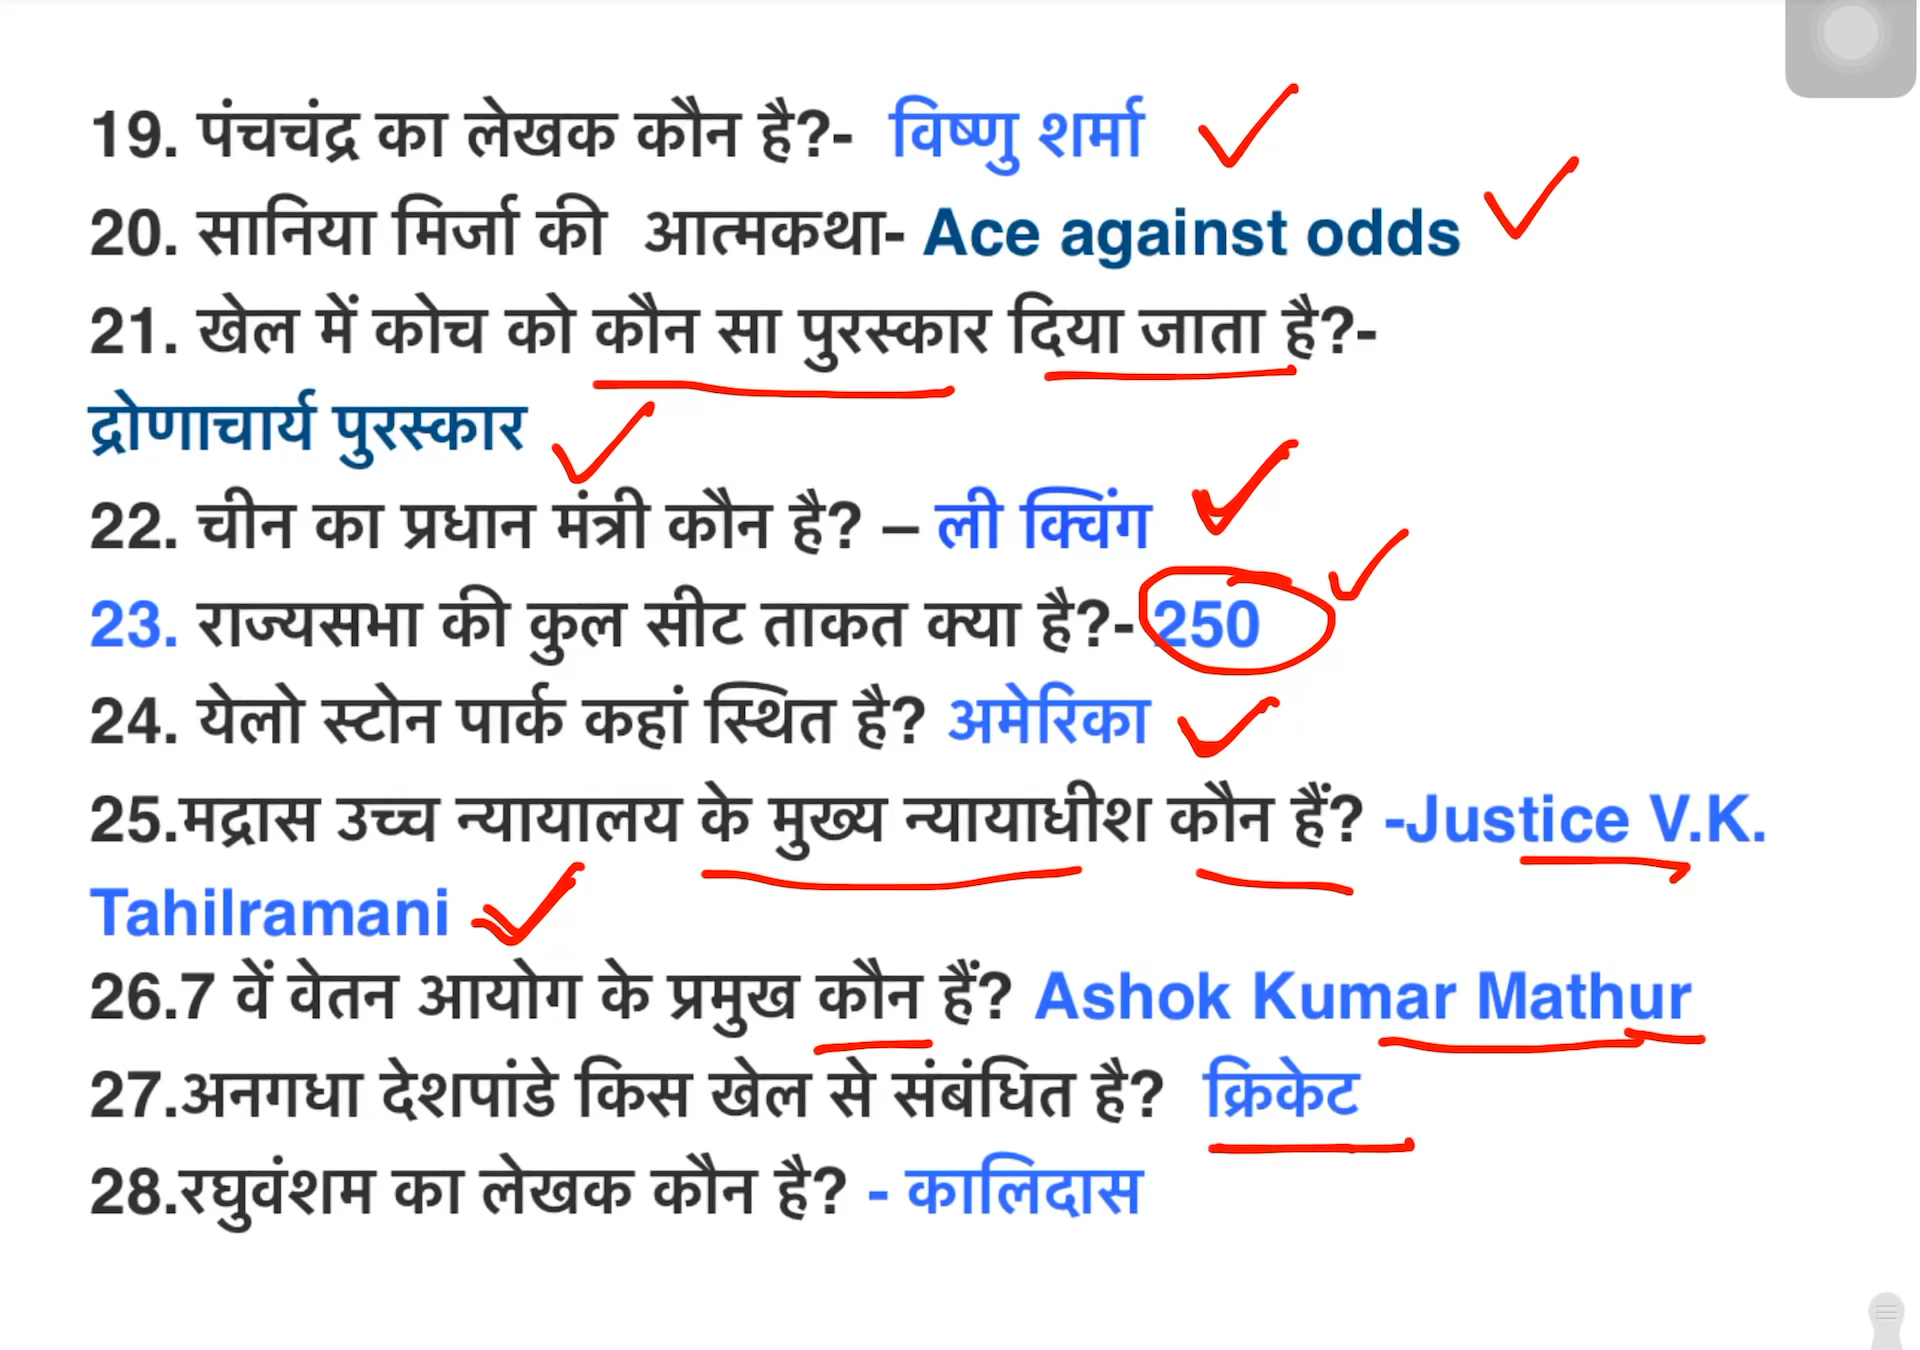 19. पंचचंद्र का लेखक कौन है?- विष्णु शर्मा
20. सानिया मिर्जा की आत्मकथा- Ace against odds
21. खेल में कोच को कौन सा पुरस्कार दिया जाता है?-
द्रोणाचार्य पुरस्कार
22. चीन का प्रधान मंत्री कौन है? – ली क्विंग
23. राज्यसभा की कुल सीट ताकत क्या है?- 250
24. येलो स्टोन पार्क कहां स्थित है? अमेरिका
25.मद्रास उच्च न्यायालय के मुख्य न्यायाधीश कौन हैं? -Justice V.K.
Tahilramani
26.7 वें वेतन आयोग के प्रमुख कौन हैं? Ashok Kumar Mathur
27.अनगधा देशपांडे किस खेल से संबंधित है? क्रिकेट
28.रघुवंशम का लेखक कौन है? - कालिदास